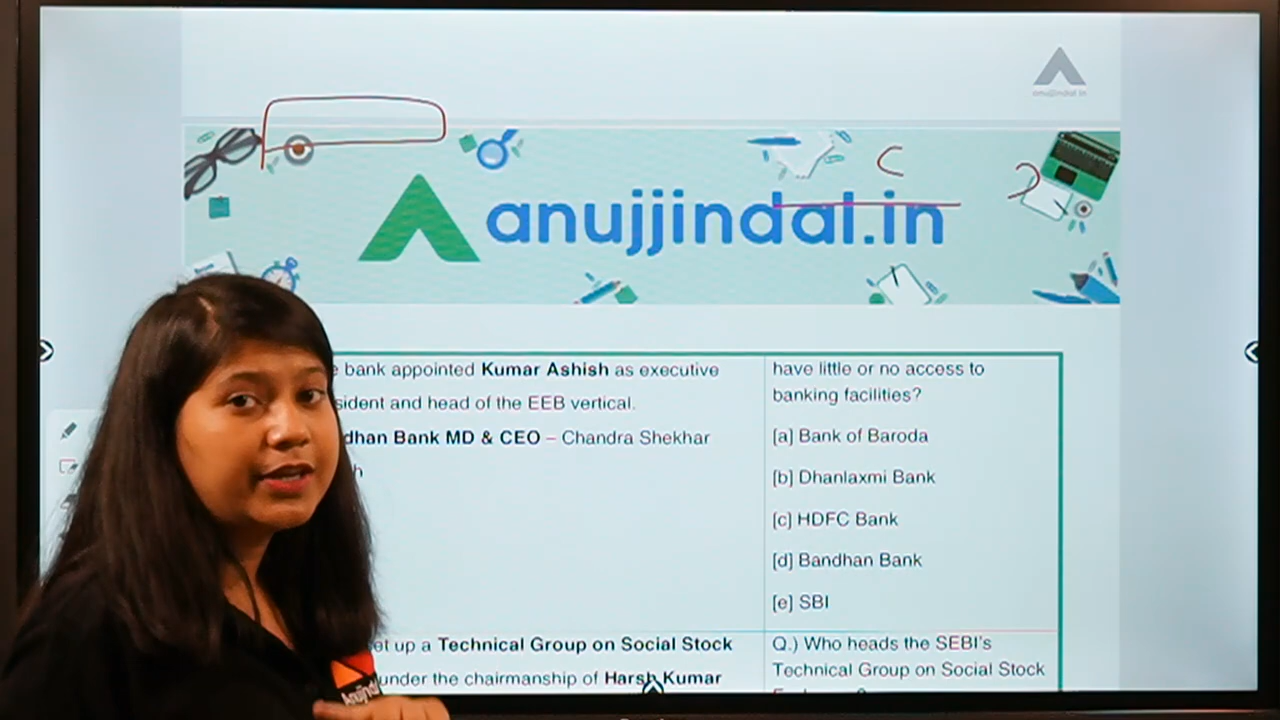 anujjindal.in
anujjindal.in
bank appointed Kumar Ashish as executive
sident and head of the EEB vertical.
dhan Bank MD & CEO – Chandra Shekhar
h
have little or no access to
banking facilities?
[a] Bank of Baroda
[b] Dhanlaxmi Bank
[c] HDFC Bank
[d] Bandhan Bank
[e] SBI
et up a Technical Group on Social Stock
under the chairmanship of Harsh Kumar
Q.) Who heads the SEBI's
Technical Group on Social Stock